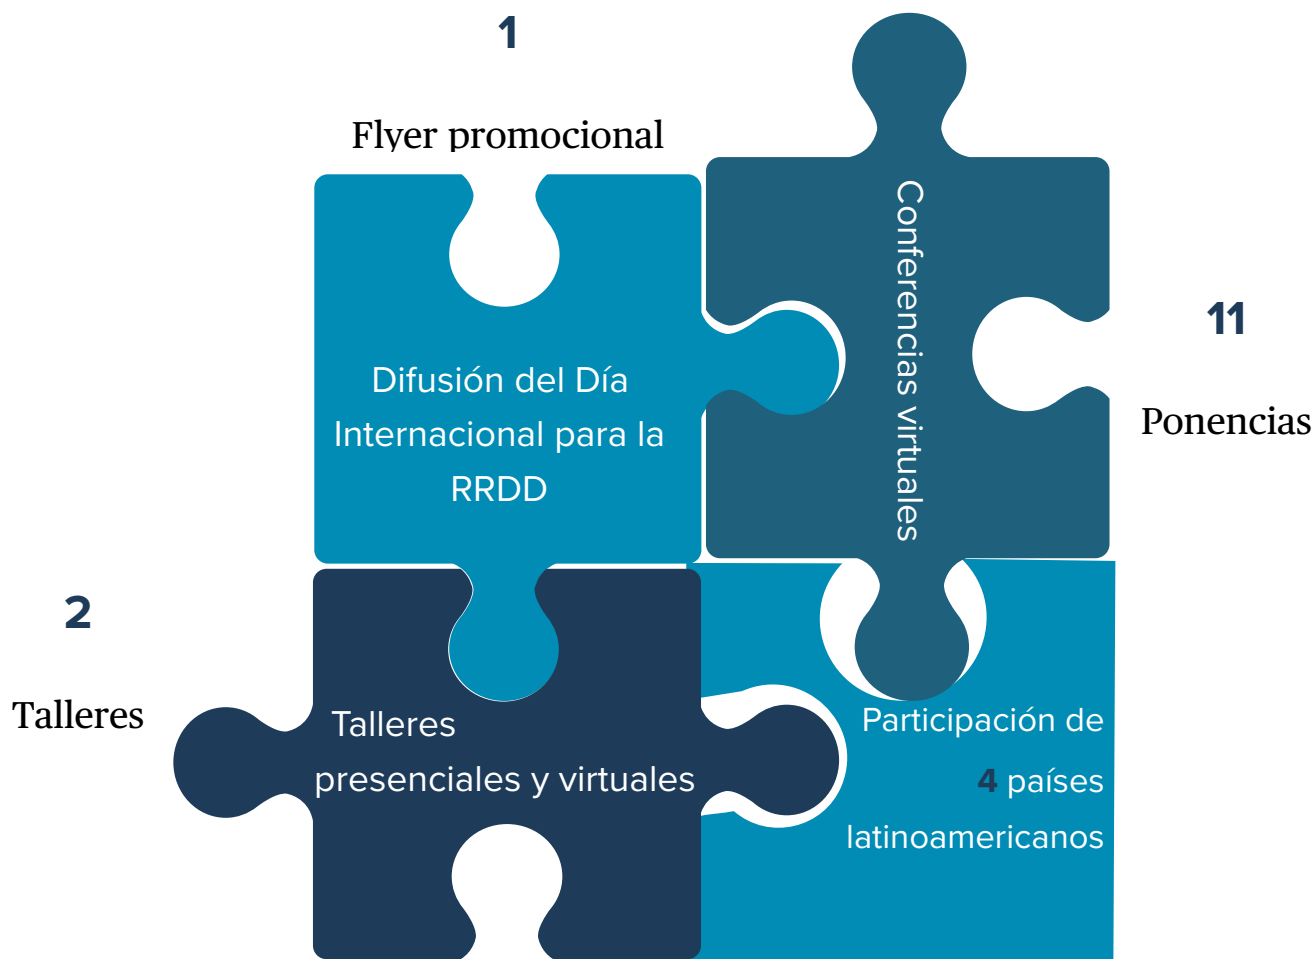 1
Flyer promocional
Difusión del Día
Internacional para la
RRDD
Conferencias virtuales
11
Ponencias
2
Talleres
Talleres
presenciales y virtuales
Participación de
4 países
latinoamericanos